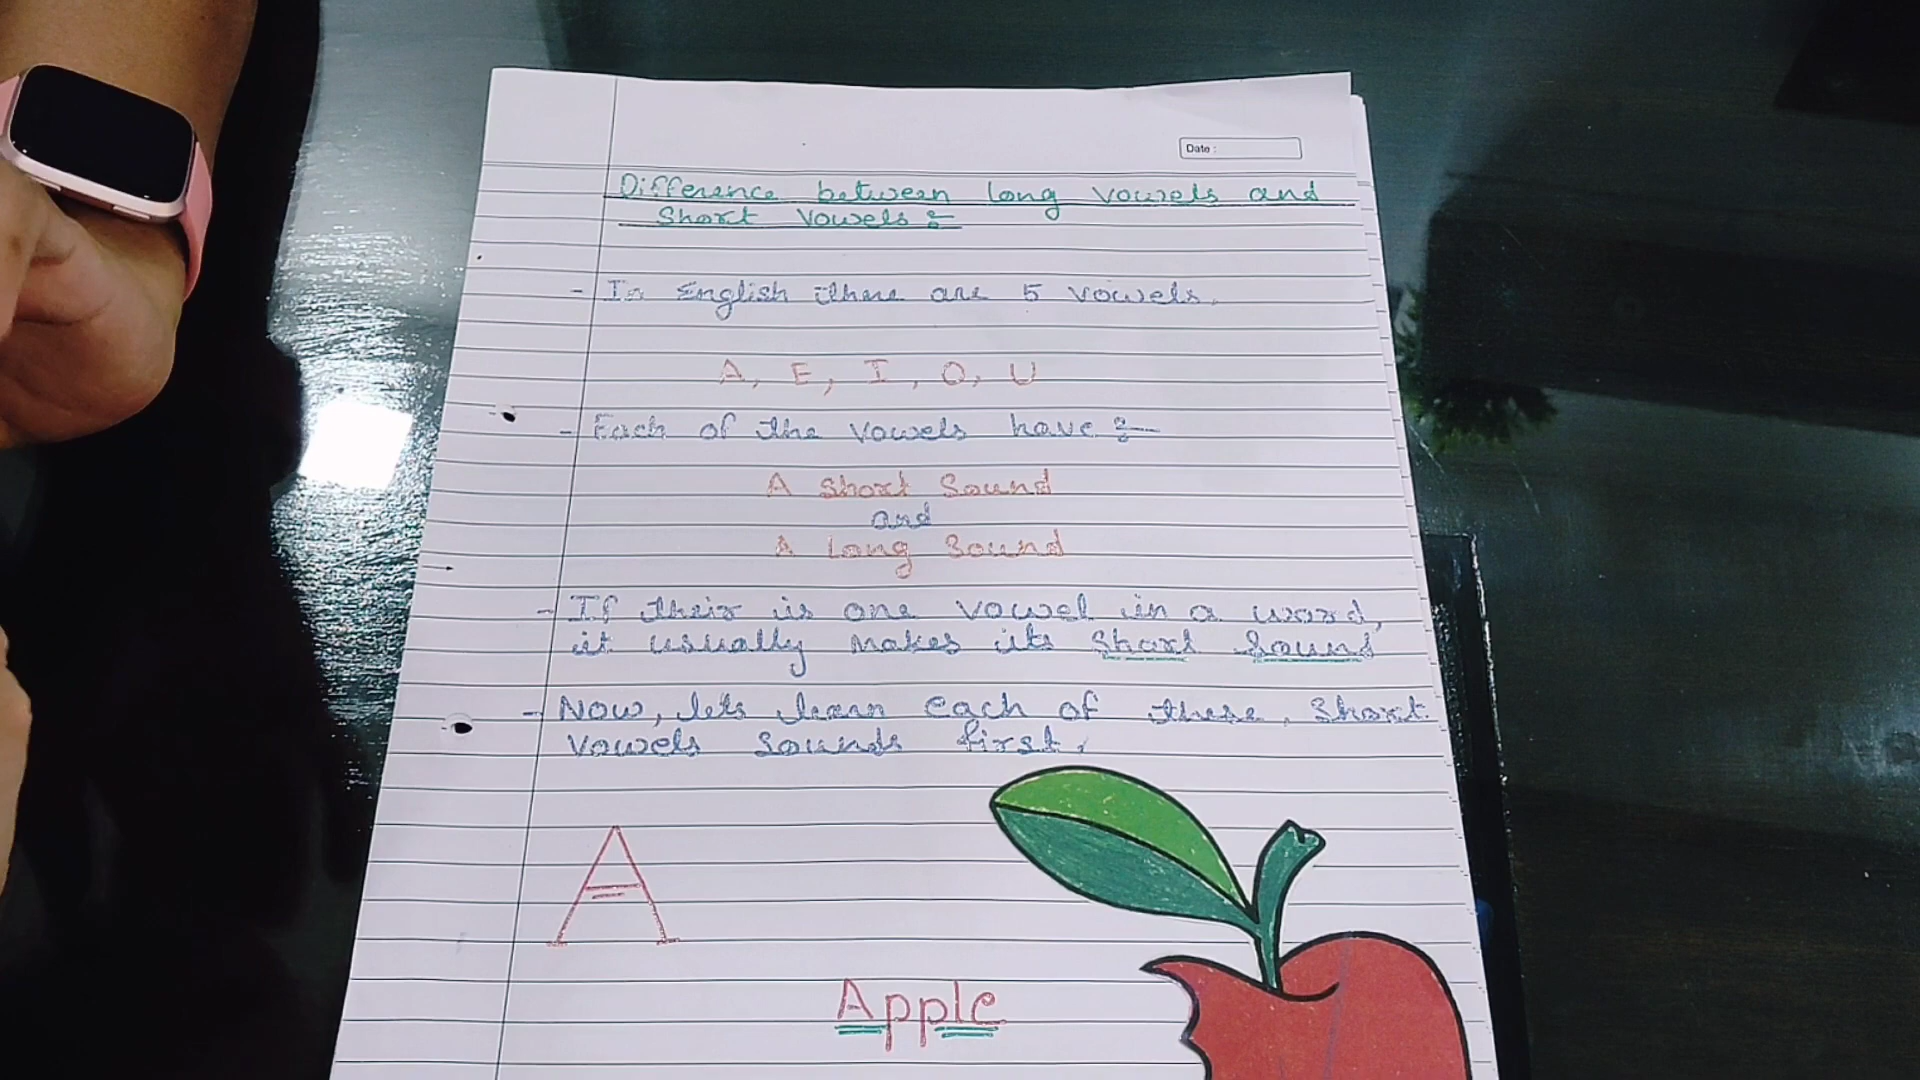 Date :
Difference between long vowels and
Short Vowels :-
- In English there are 5 vowels.
A, E, I, O, U
- Each of the vowels have :-
A Short Sound
and
A long Sound
- If their is one vowel in a word,
it usually makes its Short Sound
- Now, lets learn each of these, Short
Vowels Sounds first.
A
Apple